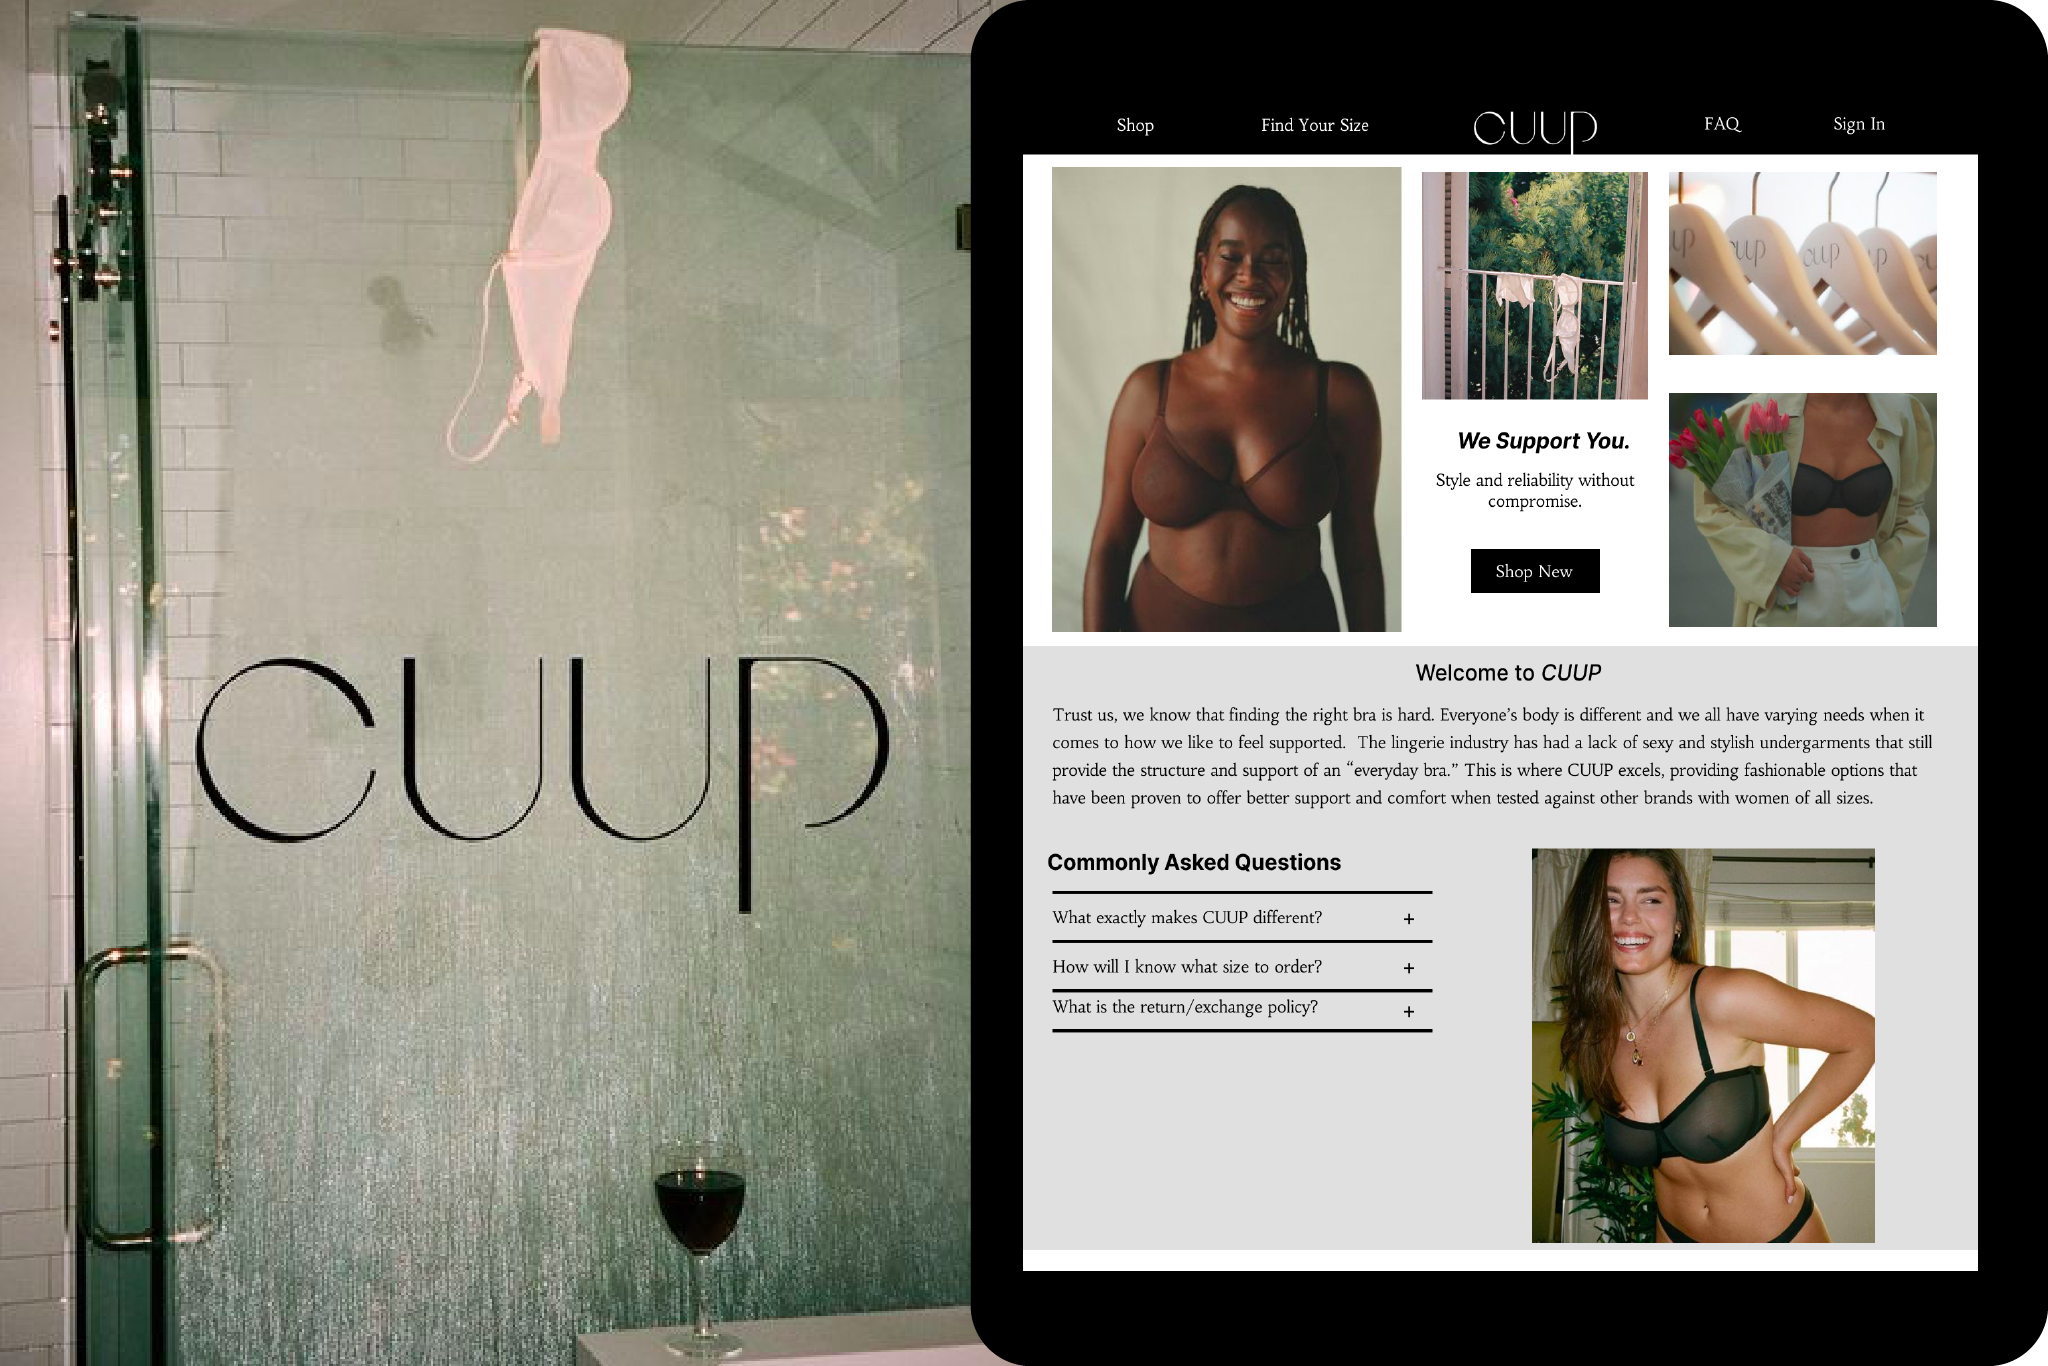 CUUP
Shop
Find Your Size
CUUP
FAQ
Sign In
cuup
cuup
We Support You.
Style and reliability without
compromise.
Shop New
Welcome to CUUP
Trust us, we know that finding the right bra is hard. Everyone’s body is different and we all have varying needs when it
comes to how we like to feel supported.  The lingerie industry has had a lack of sexy and stylish undergarments that still
provide the structure and support of an “everyday bra.” This is where CUUP excels, providing fashionable options that
have been proven to offer better support and comfort when tested against other brands with women of all sizes.
Commonly Asked Questions
What exactly makes CUUP different? +
How will I know what size to order? +
What is the return/exchange policy? +